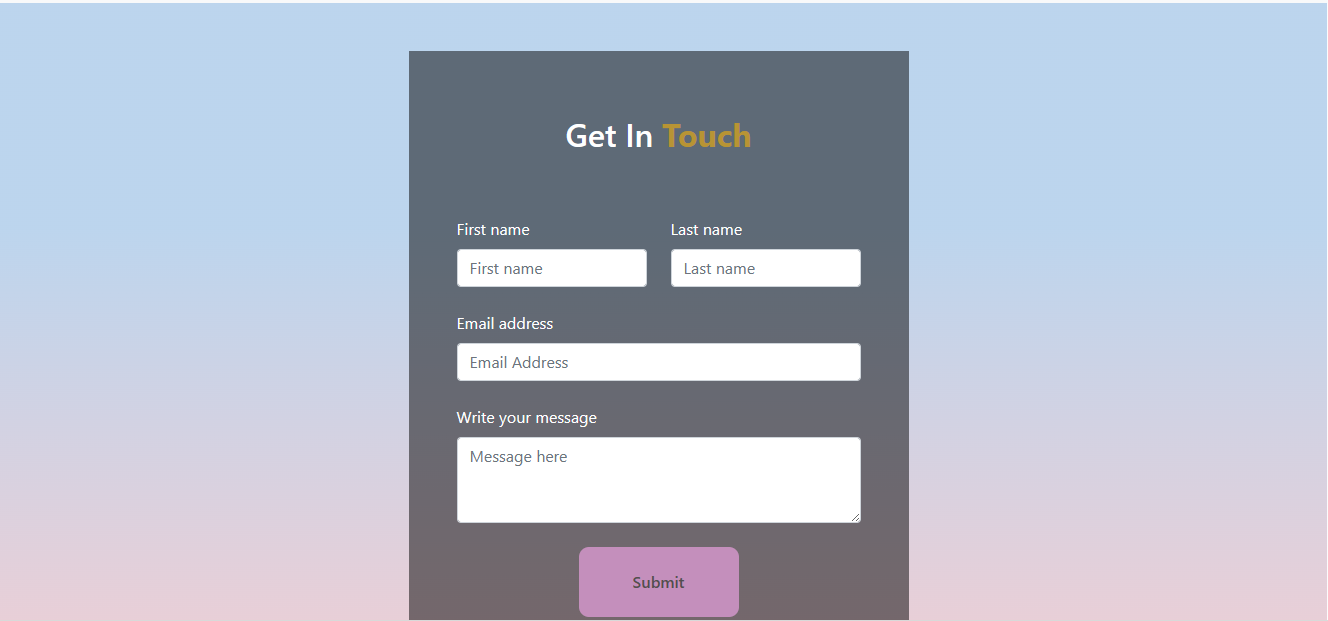 Get In Touch
First name Last name
First name Last name
Email address
Email Address
Write your message
Message here
Submit